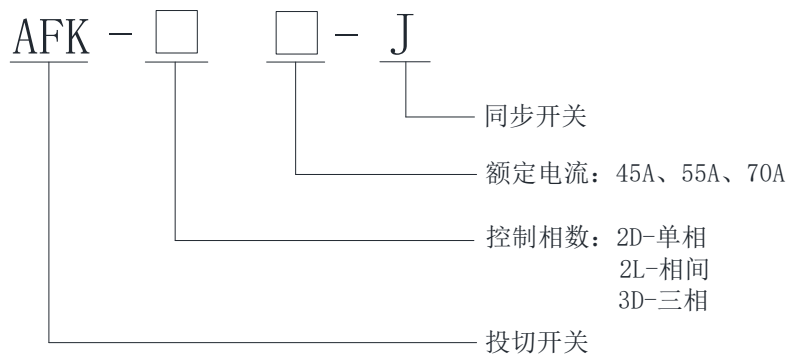 AFK-□ □-J
同步开关
额定电流：45A、55A、70A
控制相数：2D-单相
2L-相间
3D-三相
投切开关